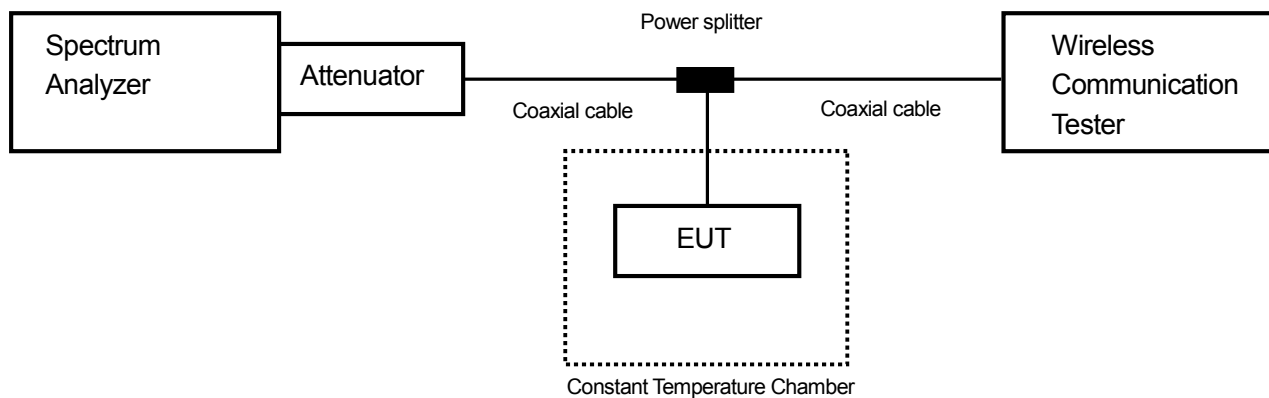 Power splitter
Spectrum
Analyzer
Attenuator
Wireless
Communication
Tester
Coaxial cable
Coaxial cable
EUT
Constant Temperature Chamber